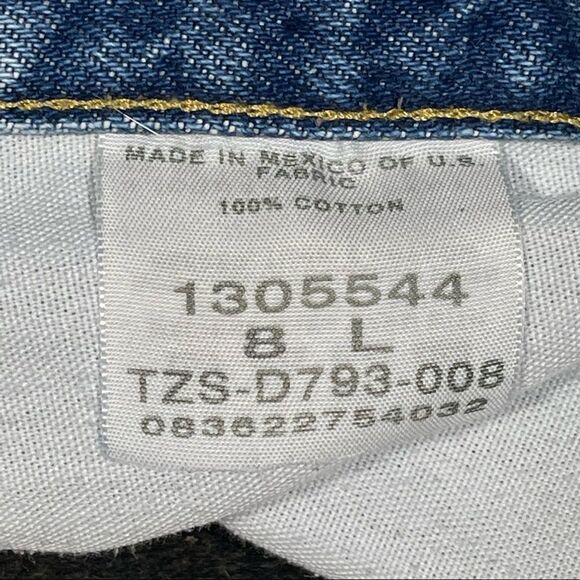 MADE IN MEXICO OF U.S.
FABRIC
100% COTTON
1305544
8 L
TZS-D793-008
083622754032